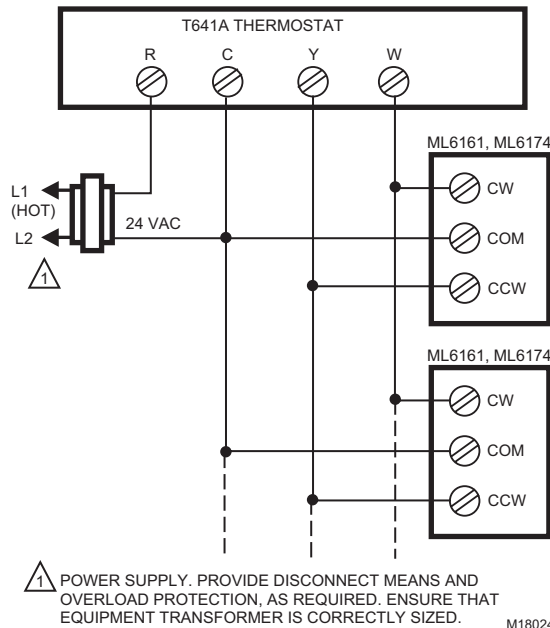 T641A THERMOSTAT
R C Y W
ML6161, ML6174
L1
(HOT)
L2
24 VAC
1
CW
COM
CCW
ML6161, ML6174
CW
COM
CCW
1 POWER SUPPLY. PROVIDE DISCONNECT MEANS AND
OVERLOAD PROTECTION, AS REQUIRED. ENSURE THAT
EQUIPMENT TRANSFORMER IS CORRECTLY SIZED.
M18024